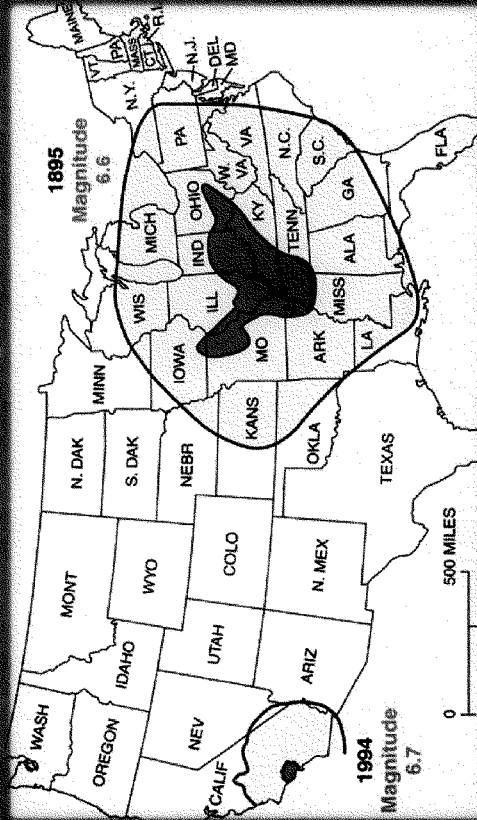 WASH
OREGON
CALIF
NEV
IDAHO
MONT
WYO
UTAH
ARIZ
COLO
N. MEX
N. DAK
S. DAK
NEBR
KANS
OKLA
TEXAS
MINN
IOWA
MO
ARK
LA
WIS
ILL
MICH
IND
OHIO
KY
TENN
MISS
ALA
GA
FLA
S.C.
N.C.
VA
W.
VA
PA
N.Y.
VT
PA
MAINE
MASS
CT
R.I.
N.J.
DEL
MD
1895
Magnitude
6.6
1994
Magnitude
6.7
0
500 MILES